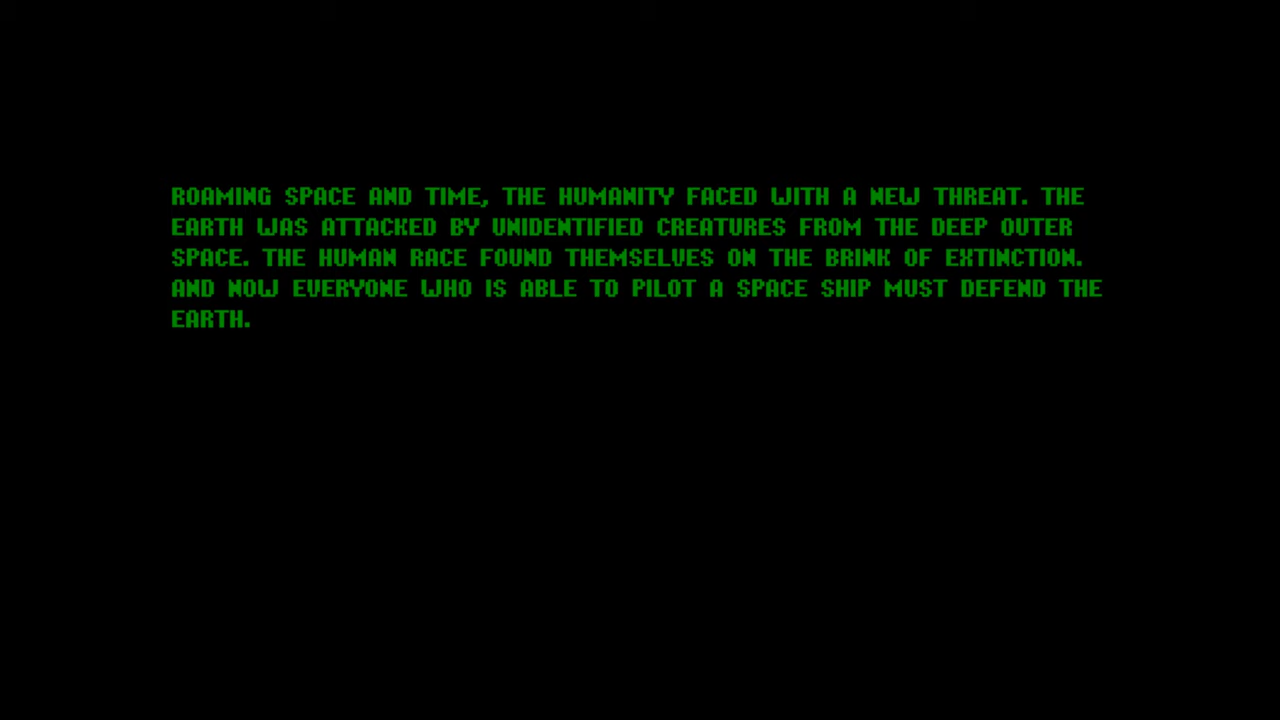 ROAMING SPACE AND TIME, THE HUMANITY FACED WITH A NEW THREAT. THE
EARTH WAS ATTACKED BY UNIDENTIFIED CREATURES FROM THE DEEP OUTER
SPACE. THE HUMAN RACE FOUND THEMSELVES ON THE BRINK OF EXTINCTION.
AND NOW EVERYONE WHO IS ABLE TO PILOT A SPACE SHIP MUST DEFEND THE
EARTH.